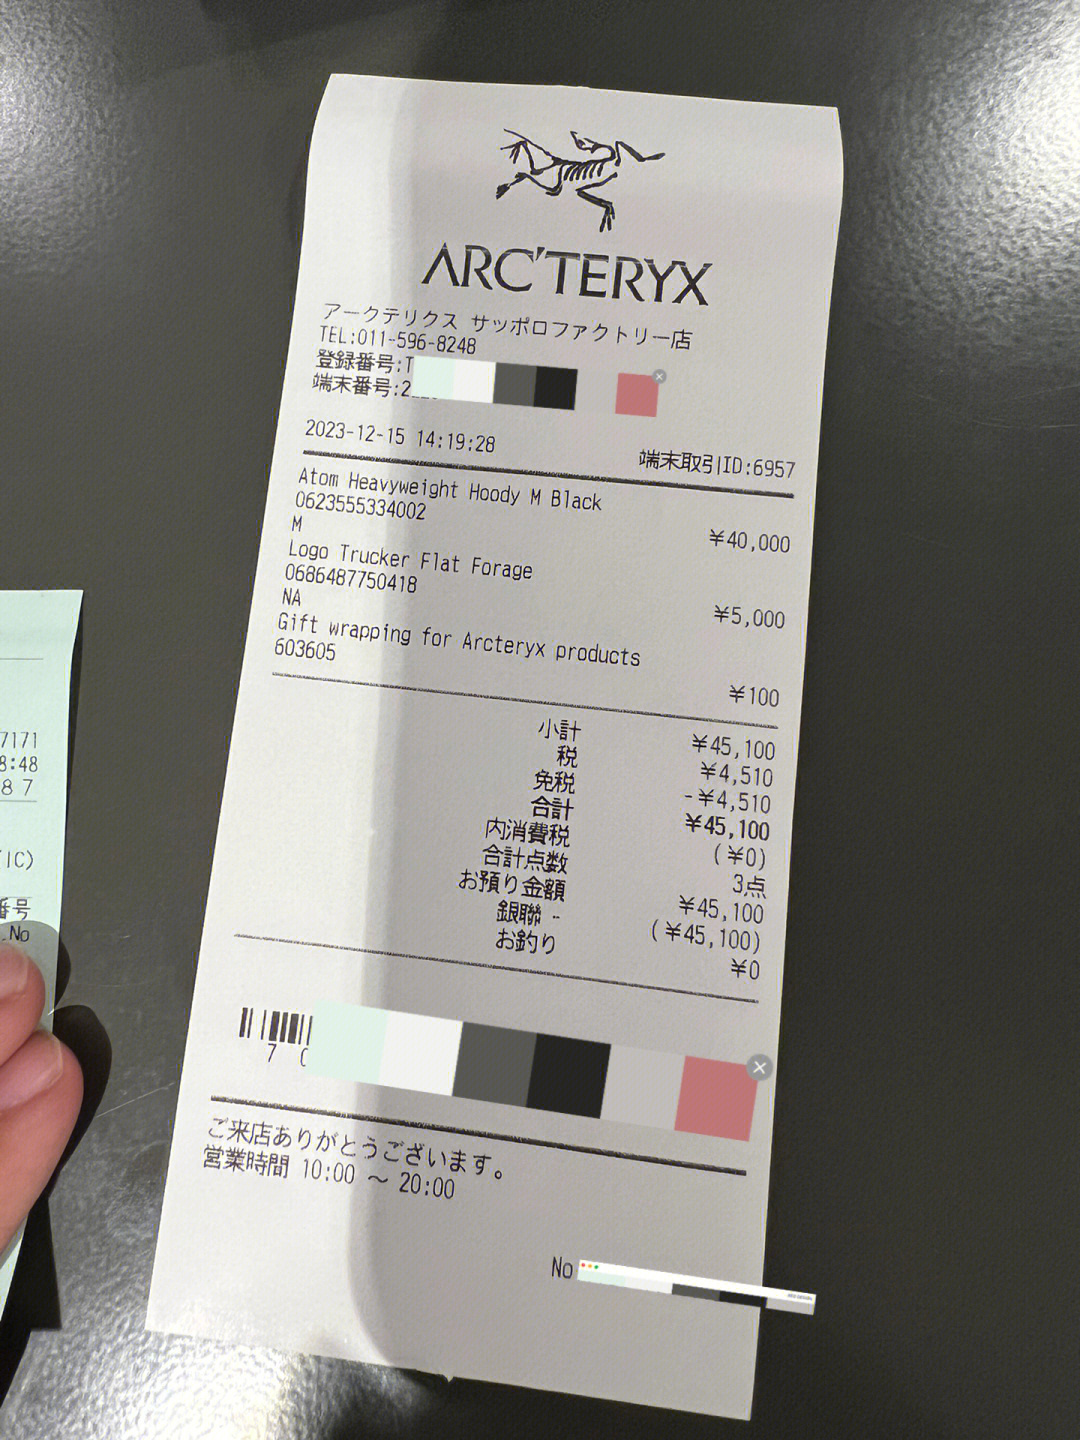 ARC'TERYX
アークテリクス サッポロファクトリー店
TEL:011-596-8248
登録番号:T
端末番号:2
2023-12-15 14:19:28 端末取引ID:6957
Atom Heavyweight Hoody M Black
0623555334002
M ¥40,000
Logo Trucker Flat Forage
0686487750418
NA ¥5,000
Gift wrapping for Arcteryx products
603605
¥100
小計 ¥45,100
税 ¥4,510
免税 -¥4,510
合計 ¥45,100
内消費税 (¥0)
合計点数 3点
お預り金額 ¥45,100
銀聯 - (¥45,100)
お釣り ¥0
7
ご来店ありがとうございます。
営業時間 10:00 ～ 20:00
No
7171
8:48
8 7
IC)
番号
.No